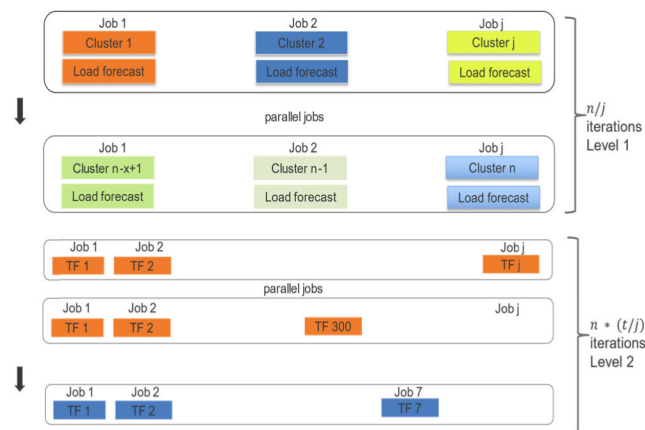 Job 1 Job 2 Job j
Cluster 1 Cluster 2 Cluster j
Load forecast Load forecast Load forecast
parallel jobs
Job 1 Job 2 Job j
Cluster n-x+1 Cluster n-1 Cluster n
Load forecast Load forecast Load forecast
n/j
iterations
Level 1
Job 1 Job 2 Job j
TF 1 TF 2 TF j
parallel jobs
Job 1 Job 2 Job j
TF 1 TF 2 TF 300
Job 1 Job 2 Job 7
TF 1 TF 2 TF 7
n * (t/j)
iterations
Level 2